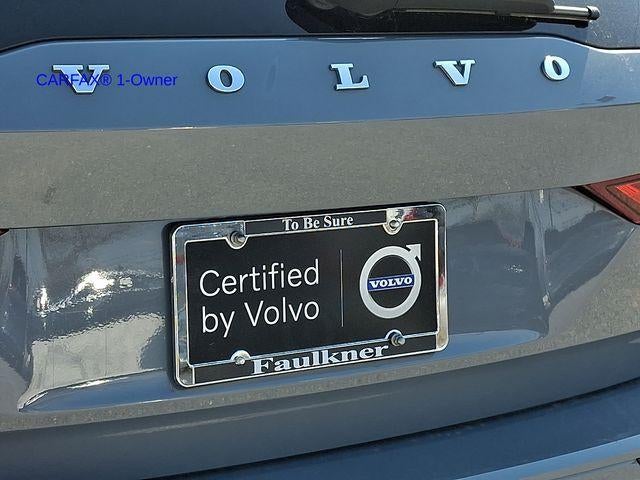 CARFAX® 1-Owner
VOLVO
To Be Sure
Certified
by Volvo
VOLVO
Faulkner